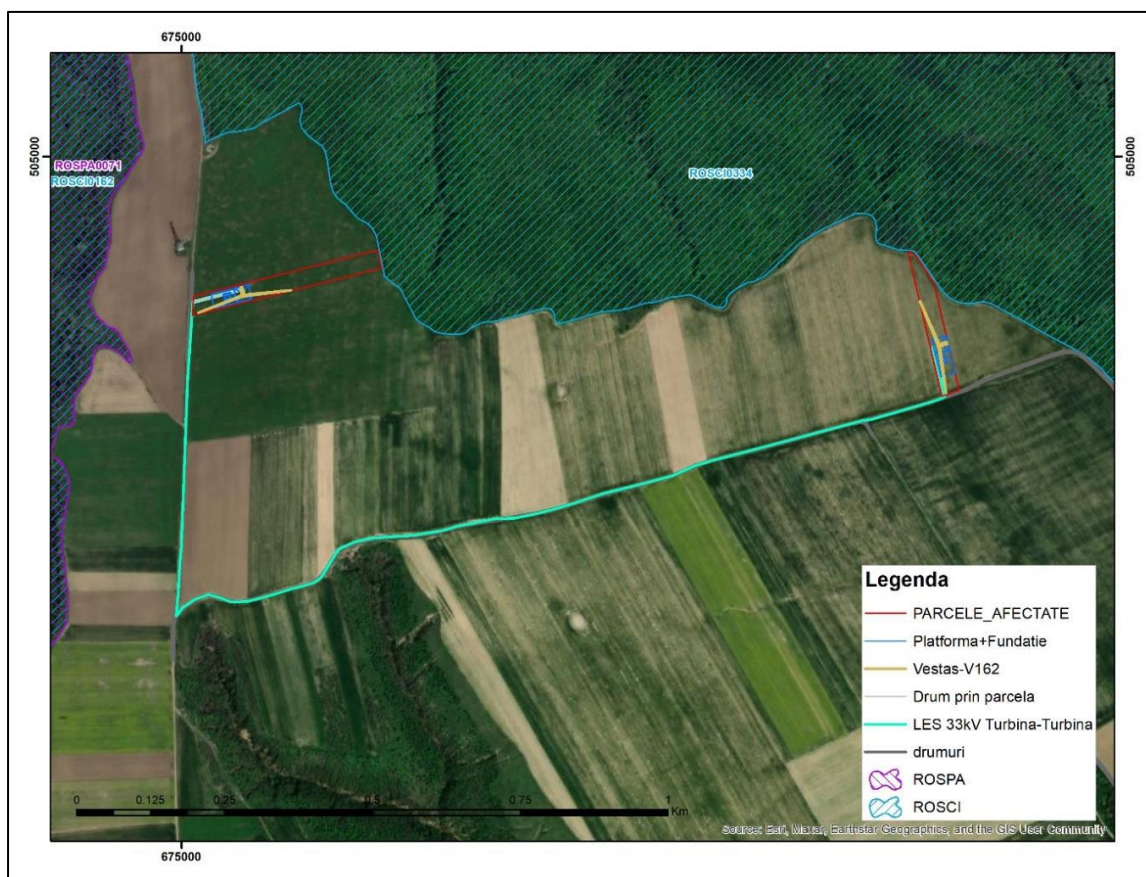 675000
505000
505000
ROSPA0071
ROSCI0162
ROSCI0334
Legenda
PARCELE_AFECTATE
Platforma+Fundatie
Vestas-V162
Drum prin parcela
LES 33kV Turbina-Turbina
drumuri
ROSPA
ROSCI
0 0.125 0.25 0.5 0.75 1
Km
Source: Esri, Maxar, Earthstar Geographics, and the GIS User Community
675000